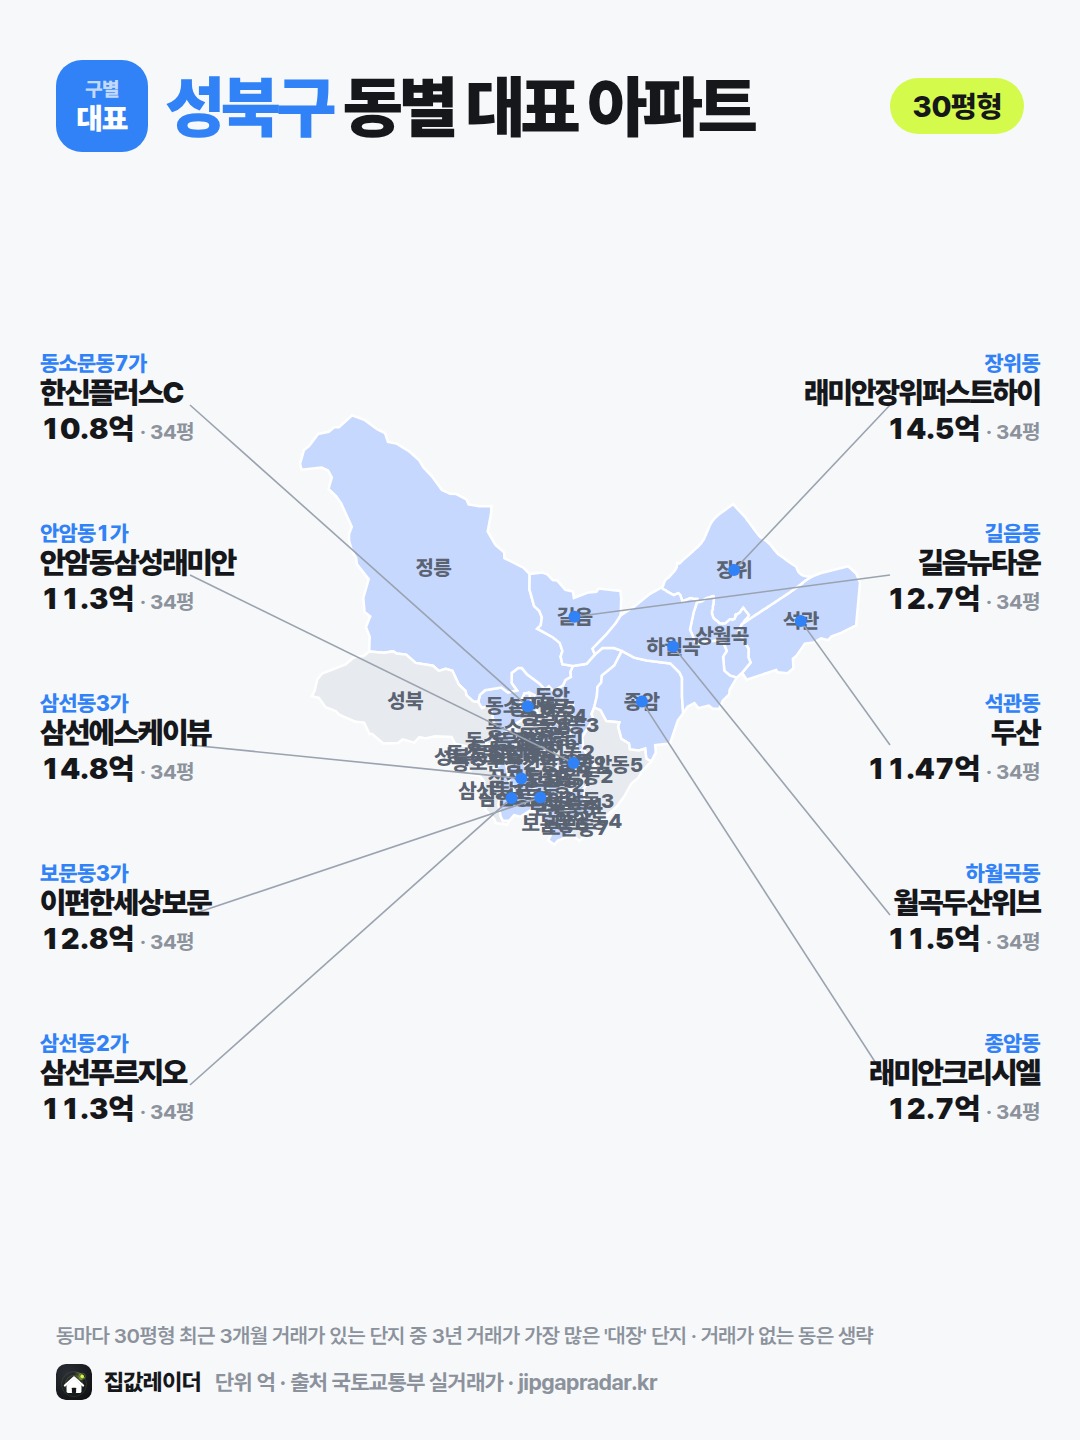 구별
대표
성북구 동별 대표 아파트
30평형
동소문동7가
한신플러스C
10.8억 · 34평
안암동1가
안암동삼성래미안
11.3억 · 34평
삼선동3가
삼선에스케이뷰
14.8억 · 34평
보문동3가
이편한세상보문
12.8억 · 34평
삼선동2가
삼선푸르지오
11.3억 · 34평
정릉
길음
장위
석관
상월곡
하월곡
종암
성북
장위동
래미안장위퍼스트하이
14.5억 · 34평
길음동
길음뉴타운
12.7억 · 34평
석관동
두산
11.47억 · 34평
하월곡동
월곡두산위브
11.5억 · 34평
종암동
래미안크리시엘
12.7억 · 34평
동마다 30평형 최근 3개월 거래가 있는 단지 중 3년 거래가 가장 많은 '대장' 단지 · 거래가 없는 동은 생략
집값레이더 단위 억 · 출처 국토교통부 실거래가 · jipgapradar.kr